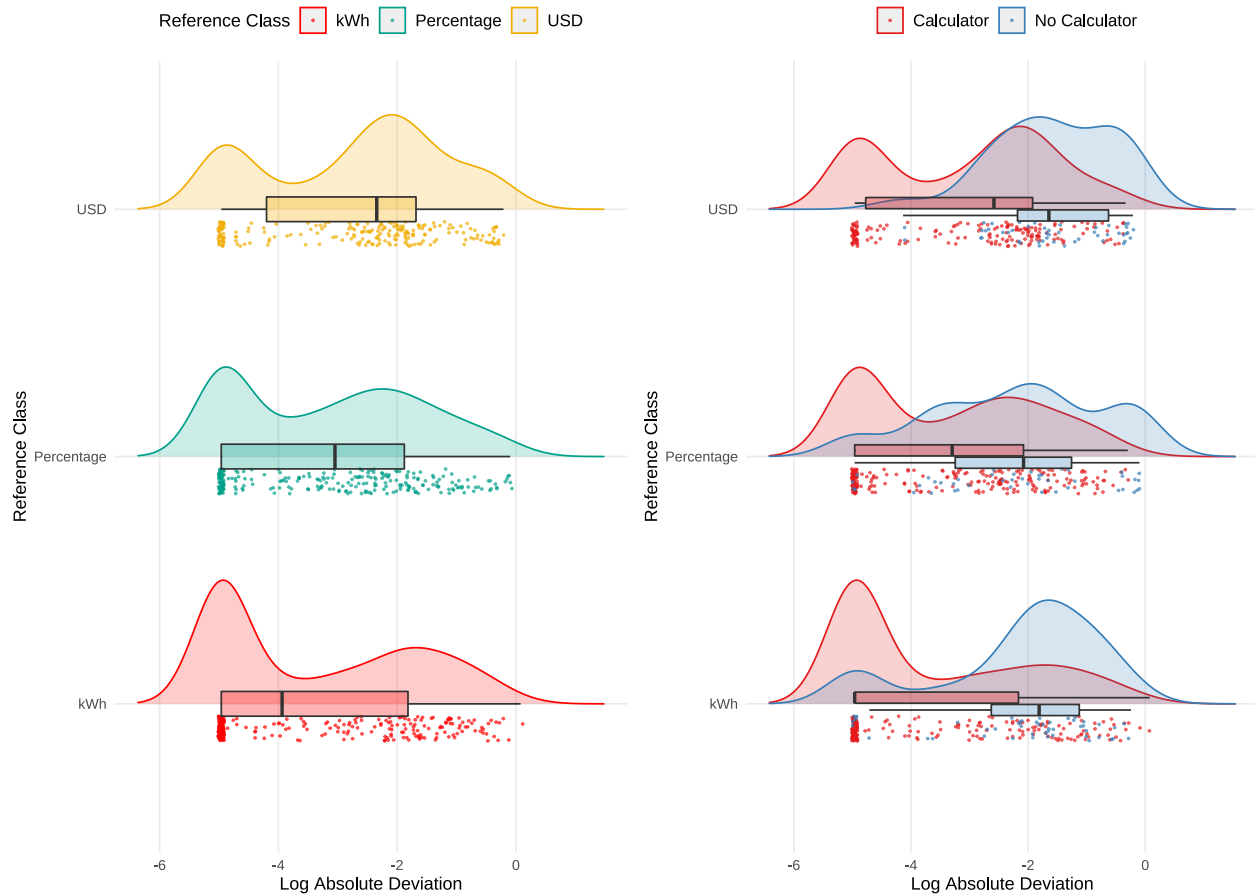 Reference Class kWh Percentage USD
USD
Percentage
kWh
Reference Class
-6 -4 -2 0
Log Absolute Deviation
Calculator No Calculator
USD
Percentage
kWh
Reference Class
-6 -4 -2 0
Log Absolute Deviation